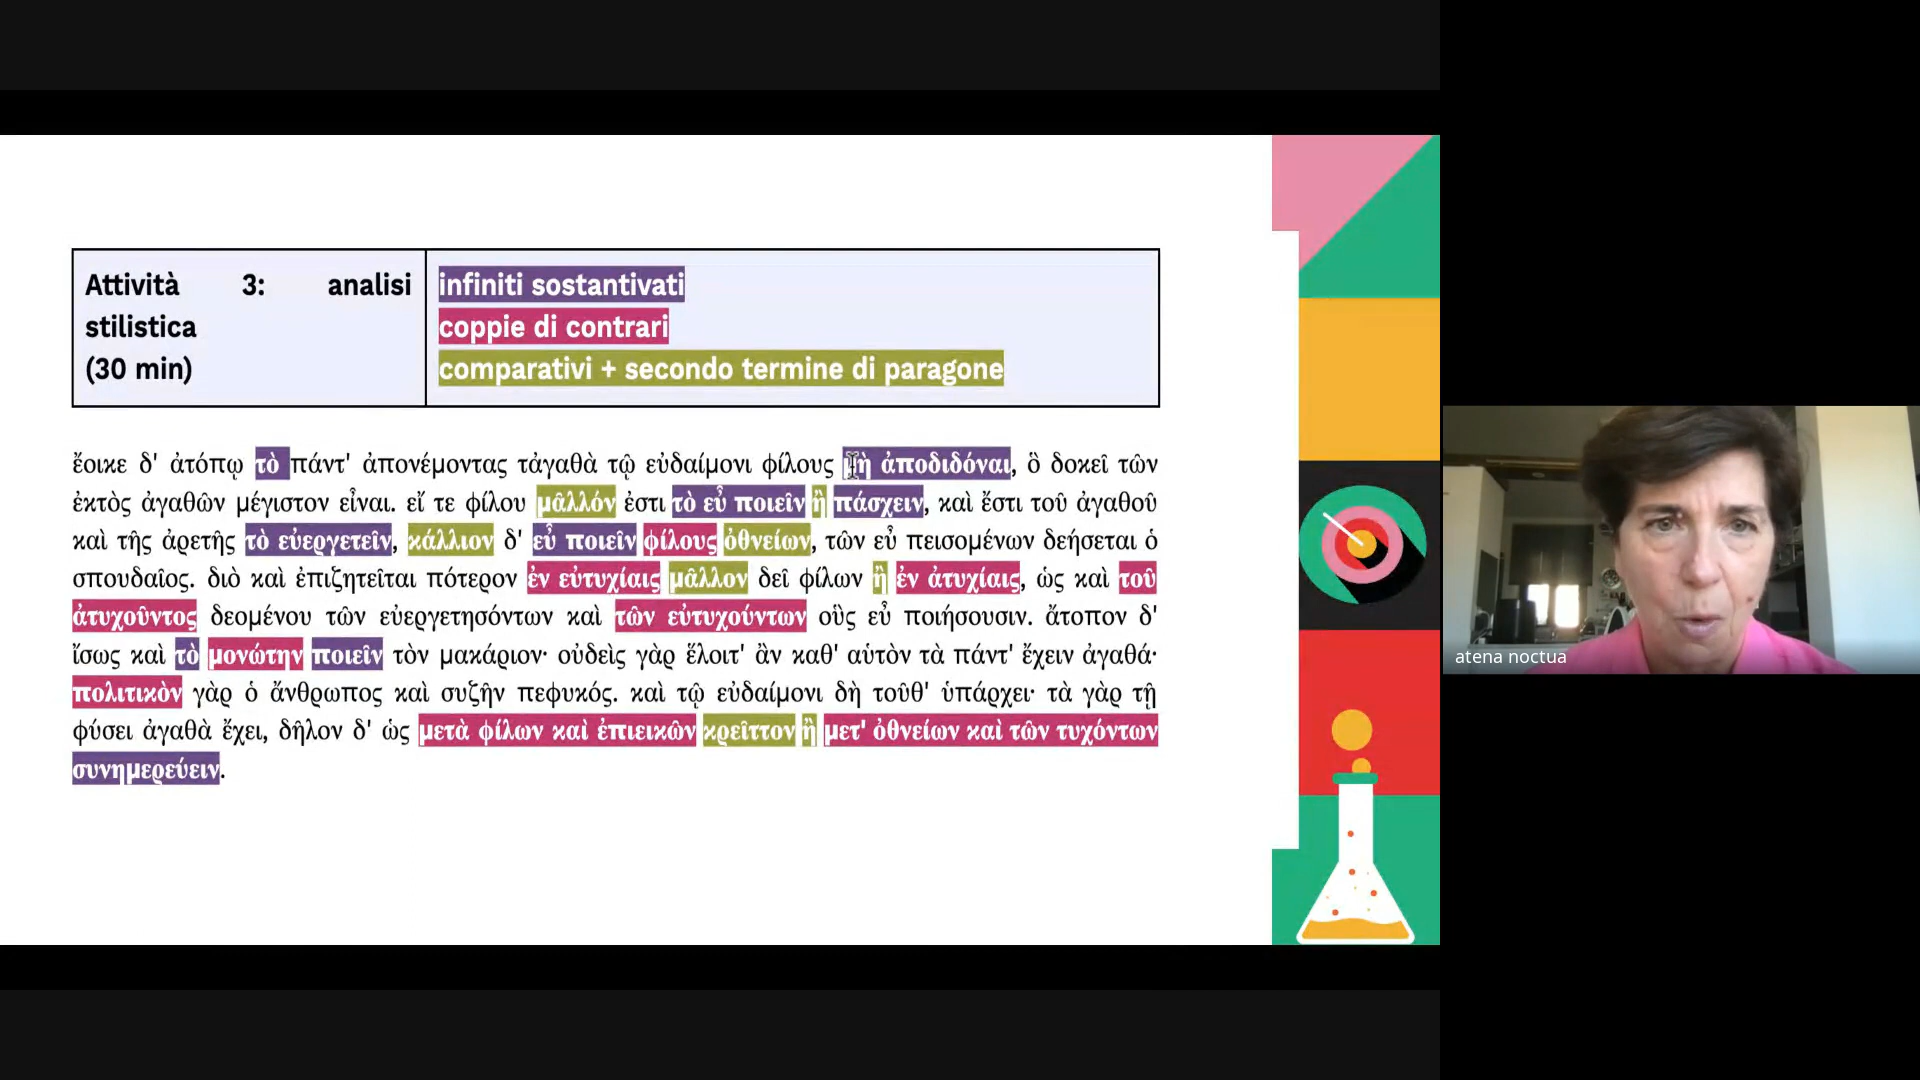 Attività 3: analisi
stilistica
(30 min)
infiniti sostantivati
coppie di contrari
comparativi + secondo termine di paragone
ἔοικε δ' ἀτόπῳ τὸ πάντ' ἀπονέμοντας τἀγαθὰ τῷ εὐδαίμονι φίλους μὴ ἀποδιδόναι, ὃ δοκεῖ τῶν
ἐκτὸς ἀγαθῶν μέγιστον εἶναι. εἴ τε φίλου μᾶλλόν ἐστι τὸ εὖ ποιεῖν ἢ πάσχειν, καὶ ἔστι τοῦ ἀγαθοῦ
καὶ τῆς ἀρετῆς τὸ εὐεργετεῖν, κάλλιον δ' εὖ ποιεῖν φίλους ὀθνείων, τῶν εὖ πεισομένων δεήσεται ὁ
σπουδαῖος. διὸ καὶ ἐπιζητεῖται πότερον ἐν εὐτυχίαις μᾶλλον δεῖ φίλων ἢ ἐν ἀτυχίαις, ὡς καὶ τοῦ
ἀτυχοῦντος δεομένου τῶν εὐεργετησόντων καὶ τῶν εὐτυχούντων οὓς εὖ ποιήσουσιν. ἄτοπον δ'
ἴσως καὶ τὸ μονώτην ποιεῖν τὸν μακάριον· οὐδεὶς γὰρ ἕλοιτ' ἂν καθ' αὑτὸν τὰ πάντ' ἔχειν ἀγαθά·
πολιτικὸν γὰρ ὁ ἄνθρωπος καὶ συζῆν πεφυκός. καὶ τῷ εὐδαίμονι δὴ τοῦθ' ὑπάρχει· τὰ γὰρ τῇ
φύσει ἀγαθὰ ἔχει, δῆλον δ' ὡς μετὰ φίλων καὶ ἐπιεικῶν κρεῖττον ἢ μετ' ὀθνείων καὶ τῶν τυχόντων
συνημερεύειν.
atena noctua